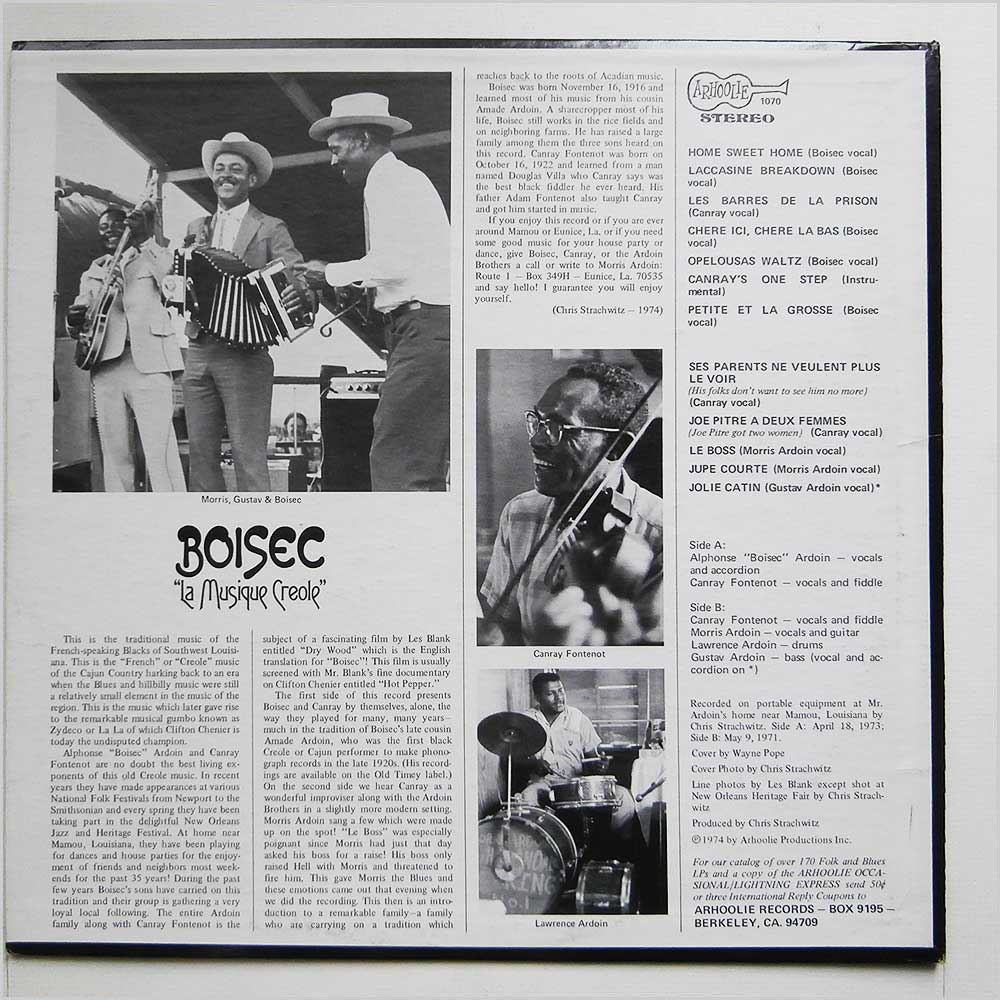 Morris, Gustav & Boisec
BOISEC
"La Musique Creole"
This is the traditional music of the
French-speaking Blacks of Southwest Louisi-
ana. This is the "French" or "Creole" music
of the Cajun Country harking back to an era
when the Blues and hillbilly music were still
a relatively small element in the music of the
region. This is the music which later gave rise
to the remarkable musical gumbo known as
Zydeco or La La of which Clifton Chenier is
today the undisputed champion.
Alphonse "Boisec" Ardoin and Canray
Fontenot are no doubt the best living ex-
ponents of this old Creole music. In recent
years they have made appearances at various
National Folk Festivals from Newport to the
Smithsonian and every spring they have been
taking part in the delightful New Orleans
Jazz and Heritage Festival. At home near
Mamou, Louisiana, they have been playing
for dances and house parties for the enjoy-
ment of friends and neighbors most week-
ends for the past 35 years! During the past
few years Boisec's sons have carried on this
tradition and their group is gathering a very
loyal local following. The entire Ardoin
family along with Canray Fontenot is the
subject of a fascinating film by Les Blank
entitled "Dry Wood" which is the English
translation for "Boisec"! This film is usually
screened with Mr. Blank's fine documentary
on Clifton Chenier entitled "Hot Pepper."
The first side of this record presents
Boisec and Canray by themselves, alone, the
way they played for many, many years—
much in the tradition of Boisec's late cousin
Amade Ardoin, who was the first black
Creole or Cajun performer to make phono-
graph records in the late 1920s. (His record-
ings are available on the Old Timey label.)
On the second side we hear Canray as a
wonderful improviser along with the Ardoin
Brothers in a slightly more modern setting.
Morris Ardoin sang a few which were made
up on the spot! "Le Boss" was especially
poignant since Morris had just that day
asked his boss for a raise! His boss only
raised Hell with Morris and threatened to
fire him. This gave Morris the Blues and
these emotions came out that evening when
we did the recording. This then is an intro-
duction to a remarkable family—a family
who are carrying on a tradition which
reaches back to the roots of Acadian music.
Boisec was born November 16, 1916 and
learned most of his music from his cousin
Amade Ardoin. A sharecropper most of his
life, Boisec still works in the rice fields and
on neighboring farms. He has raised a large
family among them the three sons heard on
this record. Canray Fontenot was born on
October 16, 1922 and learned from a man
named Douglas Villa who Canray says was
the best black fiddler he ever heard. His
father Adam Fontenot also taught Canray
and got him started in music.
If you enjoy this record or if you are ever
around Mamou or Eunice, La. or if you need
some good music for your house party or
dance, give Boisec, Canray, or the Ardoin
Brothers a call or write to Morris Ardoin:
Route 1 — Box 349H — Eunice, La. 70535
and say hello! I guarantee you will enjoy
yourself.
(Chris Strachwitz — 1974)
Canray Fontenot
Lawrence Ardoin
ARHOOLIE
1070
STEREO
HOME SWEET HOME (Boisec vocal)
LACCASINE BREAKDOWN (Boisec
vocal)
LES BARRES DE LA PRISON
(Canray vocal)
CHERE ICI, CHERE LA BAS (Boisec
vocal)
OPELOUSAS WALTZ (Boisec vocal)
CANRAY'S ONE STEP (Instru-
mental)
PETITE ET LA GROSSE (Boisec
vocal)
SES PARENTS NE VEULENT PLUS
LE VOIR
(His folks don't want to see him no more)
(Canray vocal)
JOE PITRE A DEUX FEMMES
(Joe Pitre got two women) (Canray vocal)
LE BOSS (Morris Ardoin vocal)
JUPE COURTE (Morris Ardoin vocal)
JOLIE CATIN (Gustav Ardoin vocal)*
Side A:
Alphonse "Boisec" Ardoin — vocals
and accordion
Canray Fontenot — vocals and fiddle
Side B:
Canray Fontenot — vocals and fiddle
Morris Ardoin — vocals and guitar
Lawrence Ardoin — drums
Gustav Ardoin — bass (vocal and ac-
cordion on *)
Recorded on portable equipment at Mr.
Ardoin's home near Mamou, Louisiana by
Chris Strachwitz. Side A: April 18, 1973;
Side B: May 9, 1971.
Cover by Wayne Pope
Cover Photo by Chris Strachwitz
Line photos by Les Blank except shot at
New Orleans Heritage Fair by Chris Strach-
witz
Produced by Chris Strachwitz
©1974 by Arhoolie Productions Inc.
For our catalog of over 170 Folk and Blues
LPs and a copy of the ARHOOLIE OCCA-
SIONAL/LIGHTNING EXPRESS send 50¢
or three International Reply Coupons to
ARHOOLIE RECORDS — BOX 9195 —
BERKELEY, CA. 94709